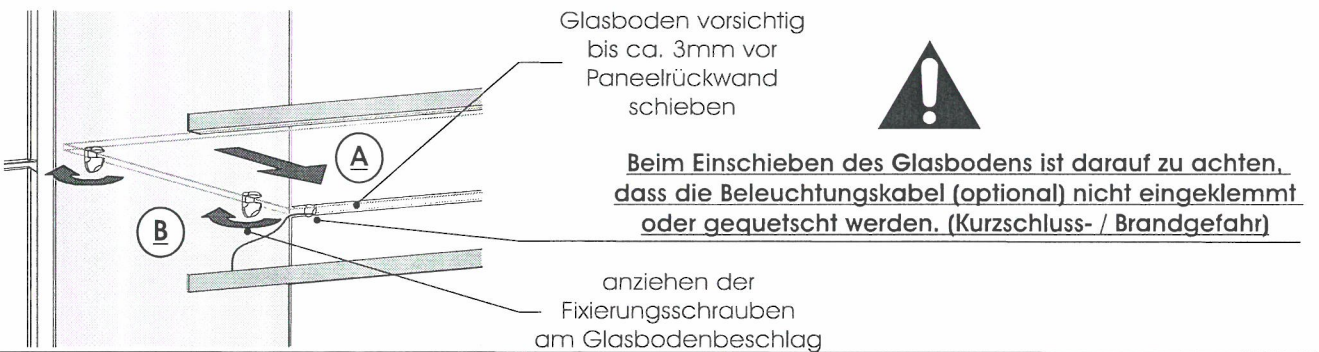 Glasboden vorsichtig
bis ca. 3mm vor
Paneelrückwand
schieben
A
B
Beim Einschieben des Glasbodens ist darauf zu achten,
dass die Beleuchtungskabel (optional) nicht eingeklemmt
oder gequetscht werden. (Kurzschluss- / Brandgefahr)
anziehen der
Fixierungsschrauben
am Glasbodenbeschlag